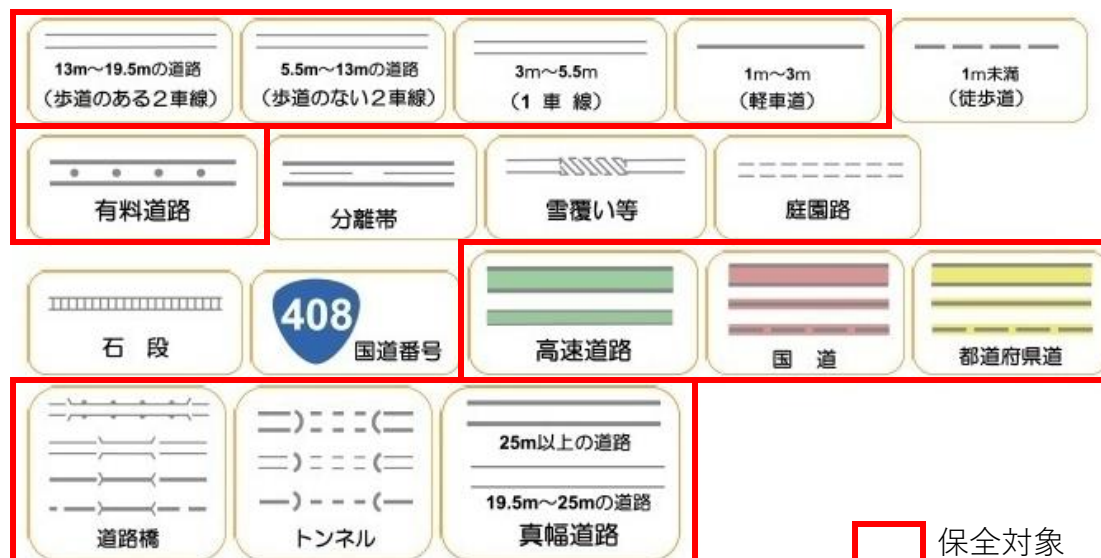 13m～19.5mの道路
（歩道のある2車線）
5.5m～13mの道路
（歩道のない2車線）
3m～5.5m
（1 車 線）
1m～3m
（軽車道）
1m未満
（徒歩道）
有料道路
分離帯
雪覆い等
庭園路
石 段
408
国道番号
高速道路
国 道
都道府県道
道路橋
トンネル
25m以上の道路
19.5m～25mの道路
真幅道路
保全対象